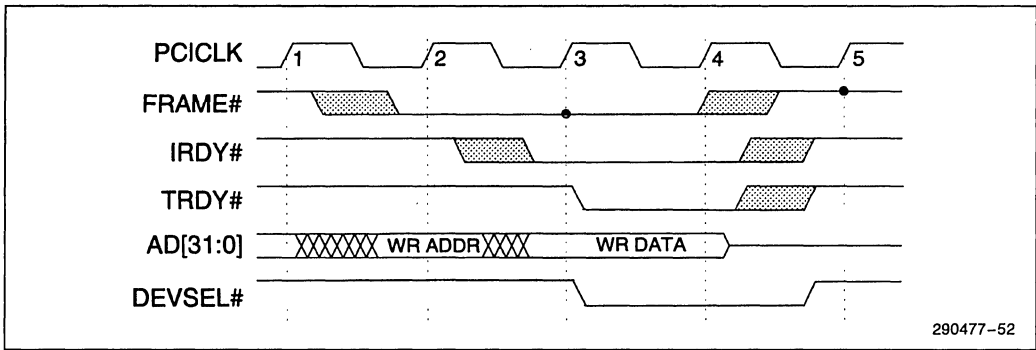 PCICLK 1 2 3 4 5
FRAME#
IRDY#
TRDY#
AD[31:0] WR ADDR WR DATA
DEVSEL#
290477-52